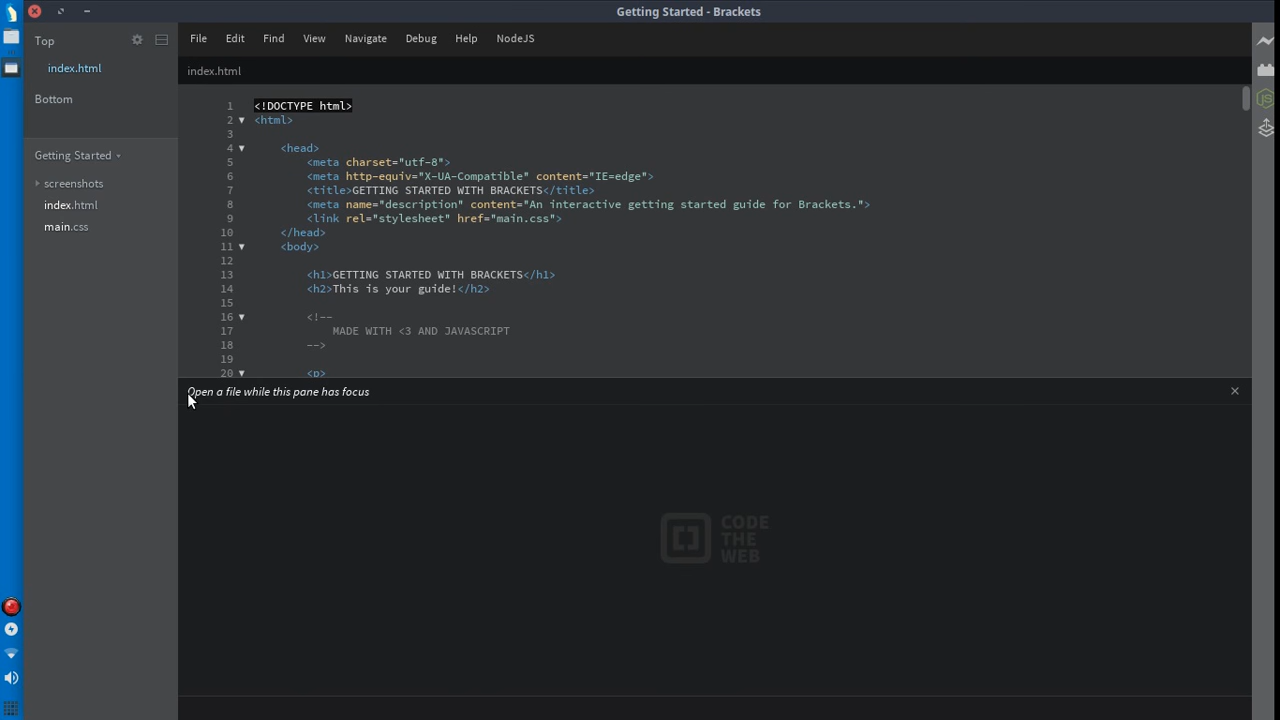 Getting Started - Brackets
Top
index.html
Bottom
Getting Started
screenshots
index.html
main.css
File Edit Find View Navigate Debug Help NodeJS
index.html
1 <!DOCTYPE html>
2 <html>
3
4 <head>
5 <meta charset="utf-8">
6 <meta http-equiv="X-UA-Compatible" content="IE=edge">
7 <title>GETTING STARTED WITH BRACKETS</title>
8 <meta name="description" content="An interactive getting started guide for Brackets.">
9 <link rel="stylesheet" href="main.css">
10 </head>
11 <body>
12
13 <h1>GETTING STARTED WITH BRACKETS</h1>
14 <h2>This is your guide!</h2>
15
16 <!--
17 MADE WITH <3 AND JAVASCRIPT
18 -->
19
20 <p>
Open a file while this pane has focus
CODE
THE
WEB
JS